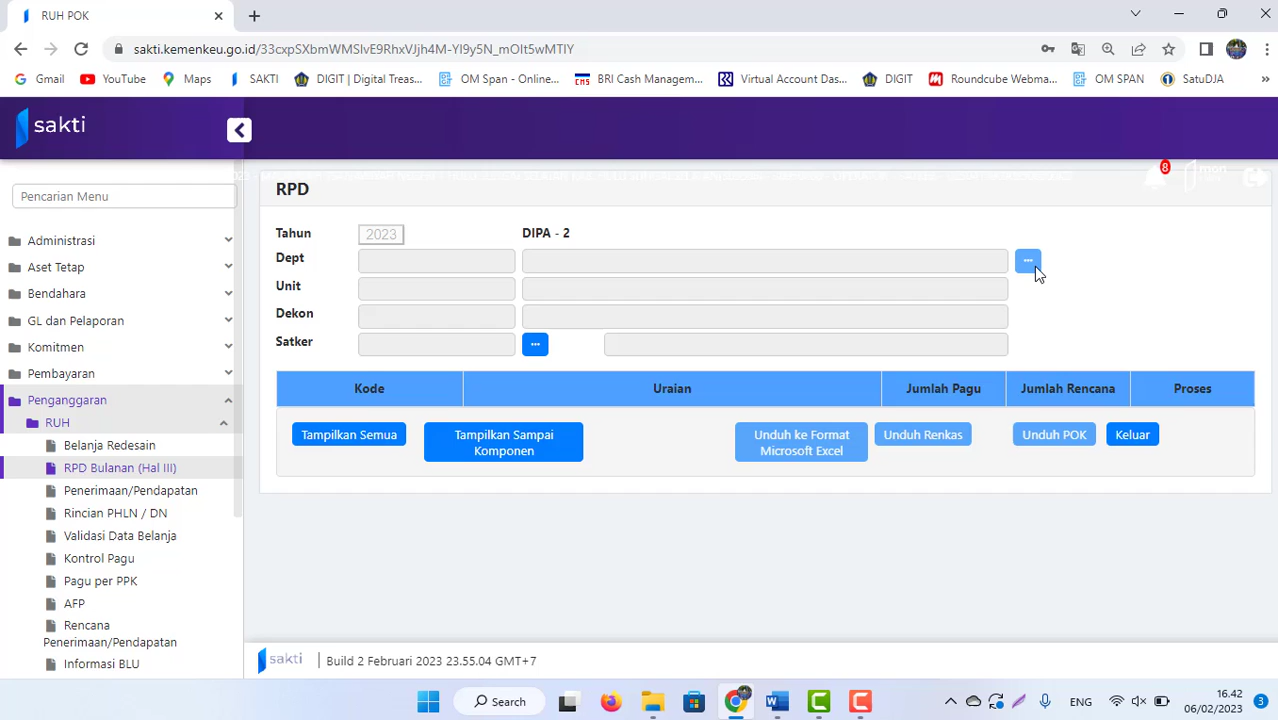 RUH POK
sakti.kemenkeu.go.id/33cxpSXbmWMSlvE9RhxVJjh4M-Yl9y5N_mOlt5wMTlY
Gmail YouTube Maps SAKTI DIGIT | Digital Treas... OM Span - Online... CMS BRI Cash Managem... Virtual Account Das... DIGIT Roundcube Webma... OM SPAN SatuDJA »
sakti
8
Pencarian Menu
RPD
Tahun 2023 DIPA - 2
Dept ...
Unit
Dekon
Satker ...
Administrasi
Aset Tetap
Bendahara
GL dan Pelaporan
Komitmen
Pembayaran
Penganggaran
RUH
Belanja Redesain
RPD Bulanan (Hal III)
Penerimaan/Pendapatan
Rincian PHLN / DN
Validasi Data Belanja
Kontrol Pagu
Pagu per PPK
AFP
Rencana
Penerimaan/Pendapatan
Informasi BLU
Kode Uraian Jumlah Pagu Jumlah Rencana Proses
Tampilkan Semua
Tampilkan Sampai
Komponen
Unduh ke Format
Microsoft Excel
Unduh Renkas
Unduh POK
Keluar
sakti Build 2 Februari 2023 23.55.04 GMT+7
Search
ENG
16.42
06/02/2023
3